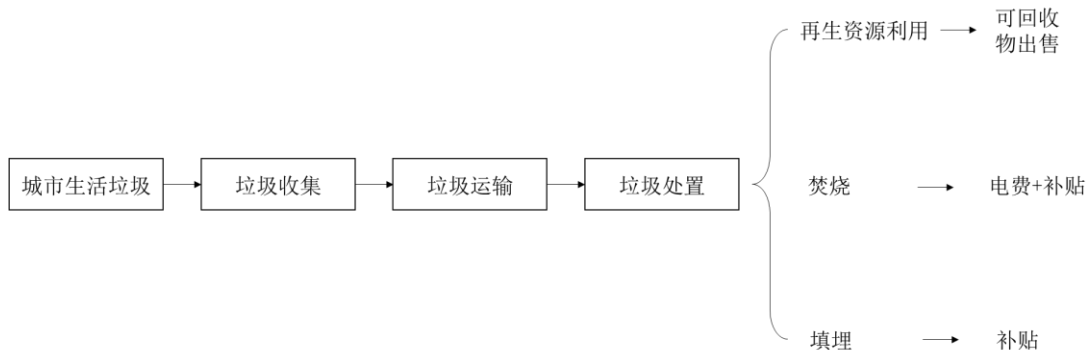 城市生活垃圾
垃圾收集
垃圾运输
垃圾处置
再生资源利用
可回收
物出售
焚烧
电费+补贴
填埋
补贴